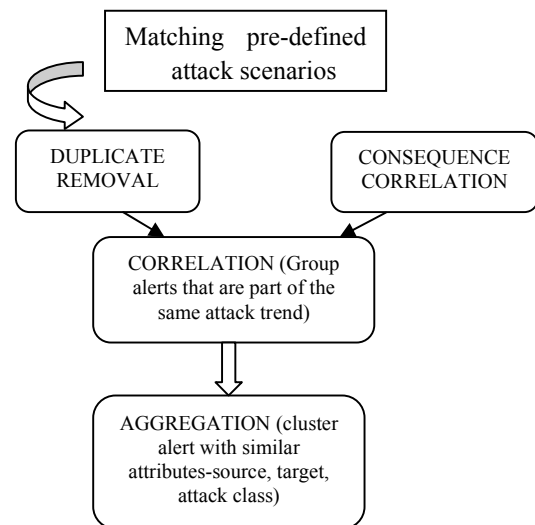 Matching pre-defined
attack scenarios
DUPLICATE
REMOVAL
CONSEQUENCE
CORRELATION
CORRELATION (Group
alerts that are part of the
same attack trend)
AGGREGATION (cluster
alert with similar
attributes-source, target,
attack class)